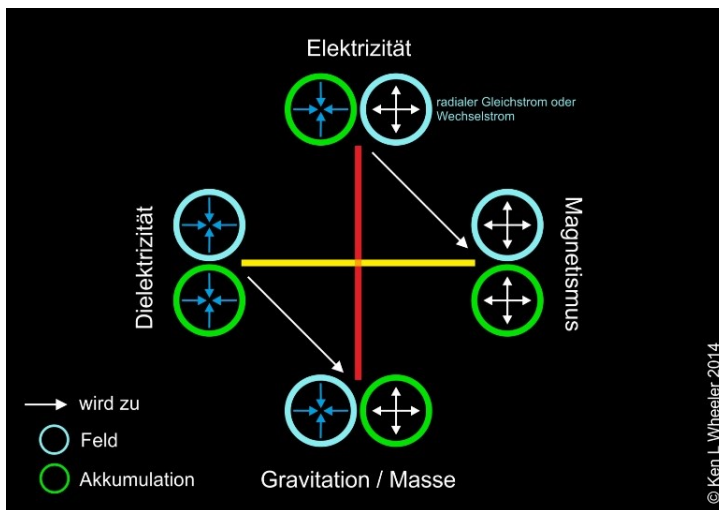 Elektrizität
radialer Gleichstrom oder
Wechselstrom
Dielektrizität
Magnetismus
wird zu
Feld
Akkumulation
Gravitation / Masse
© Ken L Wheeler 2014